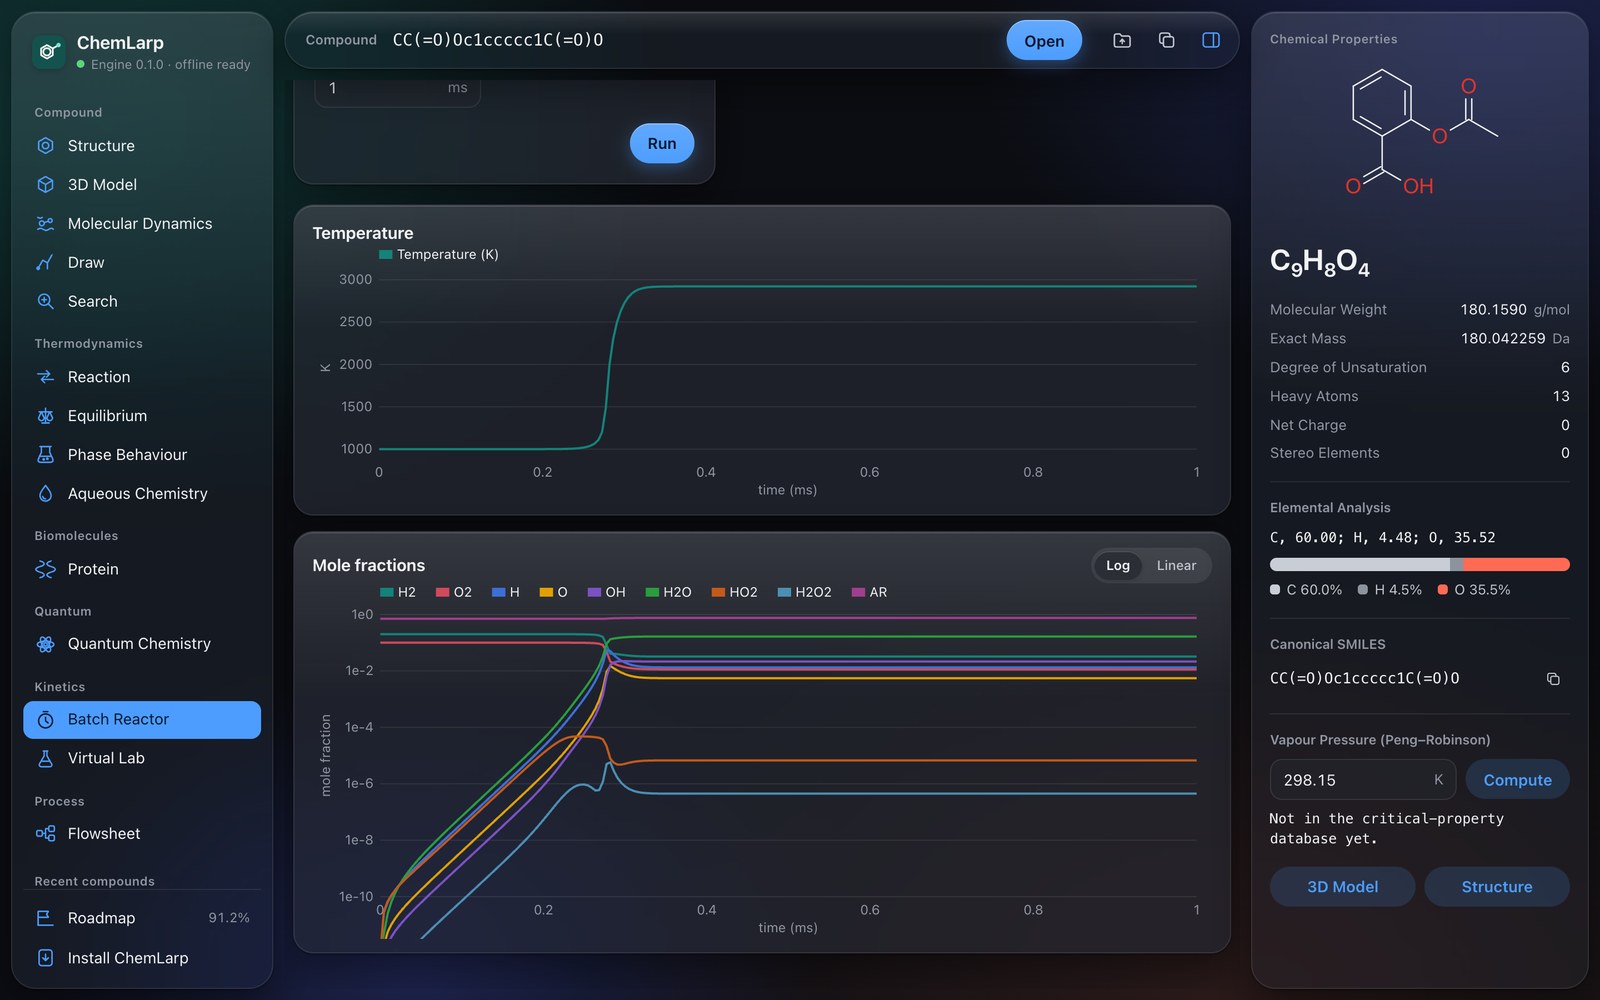 ChemLarp
Engine 0.1.0 · offline ready
Compound
Structure
3D Model
Molecular Dynamics
Draw
Search
Thermodynamics
Reaction
Equilibrium
Phase Behaviour
Aqueous Chemistry
Biomolecules
Protein
Quantum
Quantum Chemistry
Kinetics
Batch Reactor
Virtual Lab
Process
Flowsheet
Recent compounds
Roadmap 91.2%
Install ChemLarp
Compound CC(=O)Oc1ccccc1C(=O)O Open
1 ms
Run
Temperature
Temperature (K)
3000
2500
2000
1500
1000
K
0 0.2 0.4 0.6 0.8 1
time (ms)
Mole fractions Log Linear
H2 O2 H O OH H2O HO2 H2O2 AR
1e0
1e-2
1e-4
1e-6
1e-8
1e-10
mole fraction
0 0.2 0.4 0.6 0.8 1
time (ms)
Chemical Properties
O
O
O OH
C₉H₈O₄
Molecular Weight 180.1590 g/mol
Exact Mass 180.042259 Da
Degree of Unsaturation 6
Heavy Atoms 13
Net Charge 0
Stereo Elements 0
Elemental Analysis
C, 60.00; H, 4.48; O, 35.52
C 60.0% H 4.5% O 35.5%
Canonical SMILES
CC(=O)Oc1ccccc1C(=O)O
Vapour Pressure (Peng–Robinson)
298.15 K Compute
Not in the critical-property
database yet.
3D Model Structure